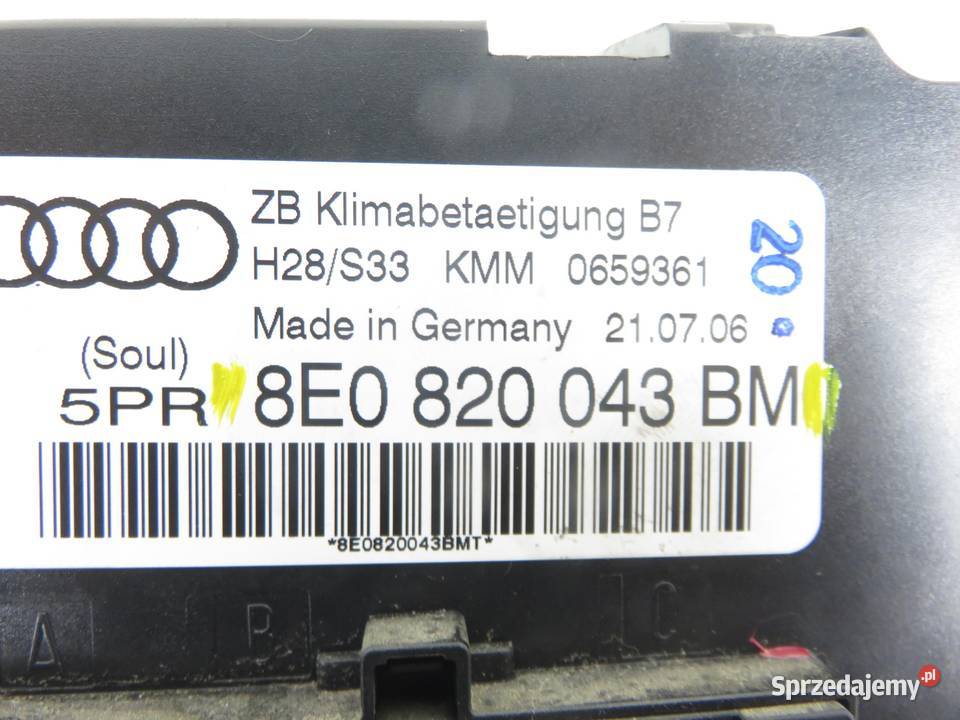 ZB Klimabetaetigung B7
H28/S33 KMM 0659361
Made in Germany 21.07.06
20
(Soul)
5PR 8E0 820 043 BM
*8E0820043BMT*
A B C
Sprzedajemy.pl